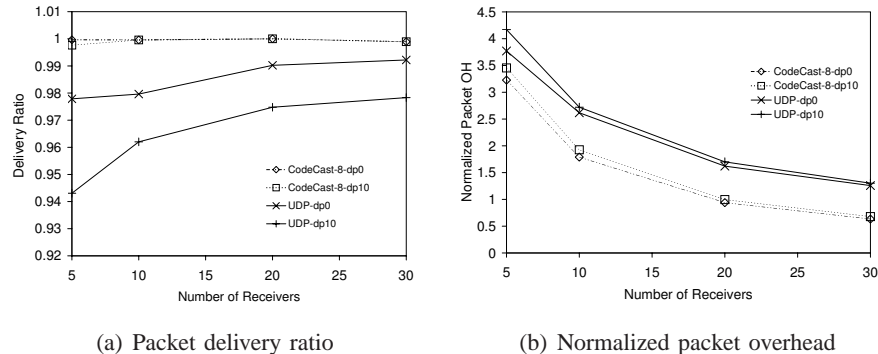 1.01
1
0.99
0.98
0.97
0.96
0.95
0.94
0.93
0.92
Delivery Ratio
CodeCast-8-dp0
CodeCast-8-dp10
UDP-dp0
UDP-dp10
5 10 15 20 25 30
Number of Receivers
(a) Packet delivery ratio
4.5
4
3.5
3
2.5
2
1.5
1
0.5
0
Normalized Packet OH
CodeCast-8-dp0
CodeCast-8-dp10
UDP-dp0
UDP-dp10
5 10 15 20 25 30
Number of Receivers
(b) Normalized packet overhead